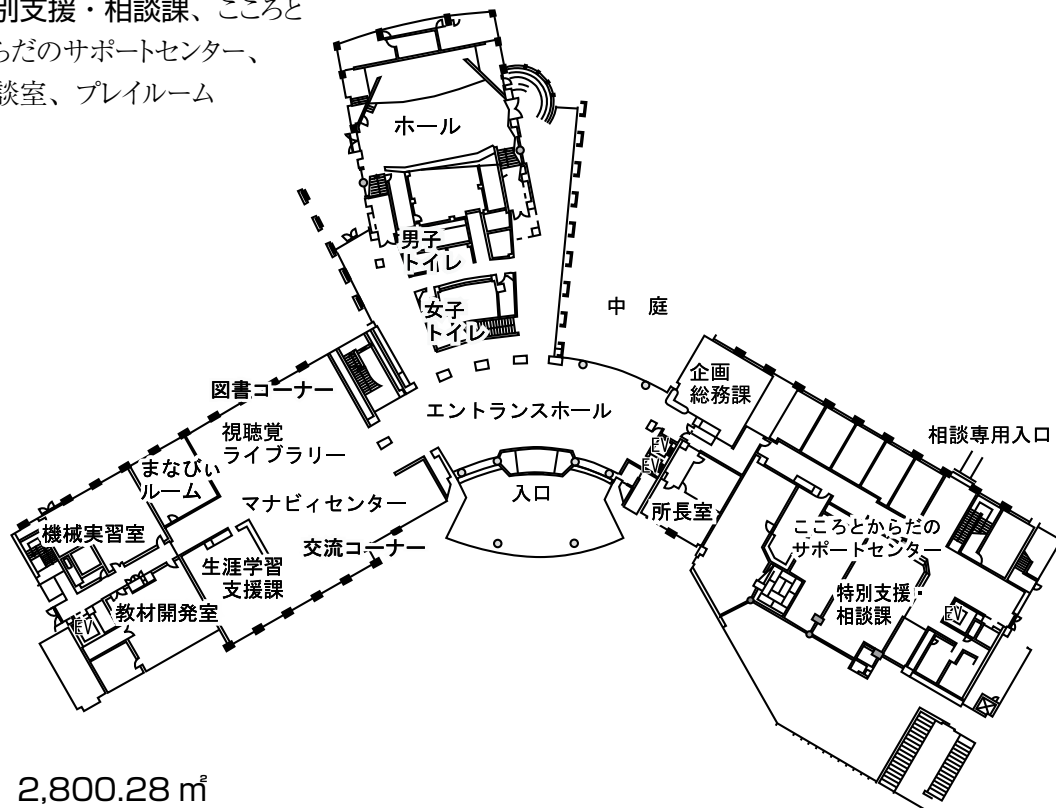 別支援・相談課、こころと
らだのサポートセンター、
談室、プレイルーム
ホール
男子
トイレ
女子
トイレ
中 庭
企画
総務課
図書コーナー
エントランスホール
相談専用入口
視聴覚
ライブラリー
EV
EV
まなびぃ
ルーム
入口
マナビィセンター
所長室
機械実習室
こころとからだの
サポートセンター
交流コーナー
生涯学習
支援課
特別支援・
相談課
教材開発室
EV
EV
2,800.28 ㎡